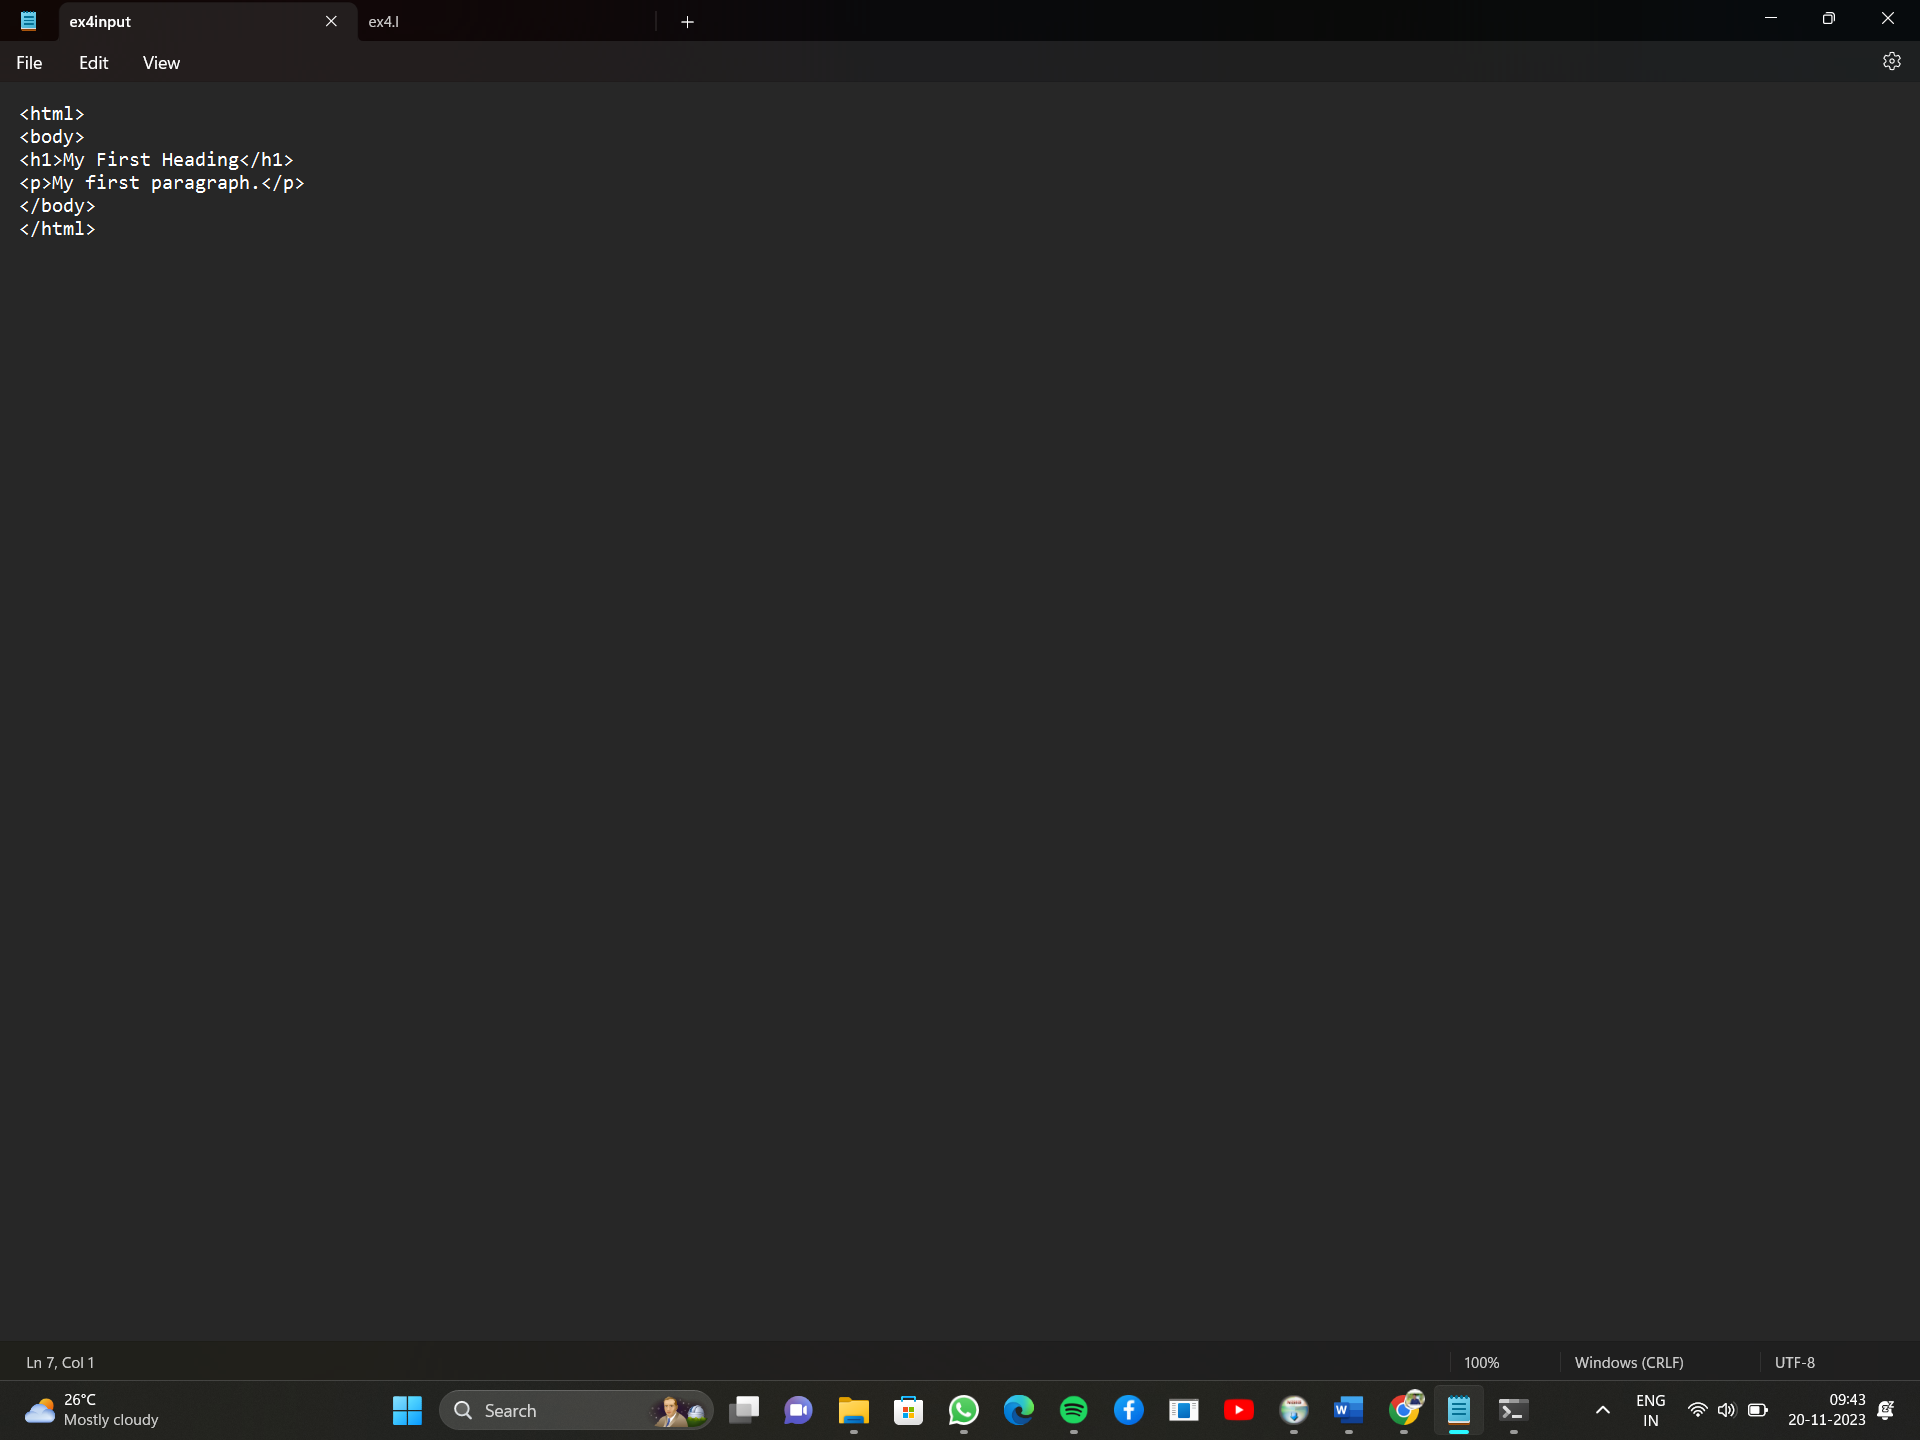 ex4input
ex4.l
File Edit View
<html>
<body>
<h1>My First Heading</h1>
<p>My first paragraph.</p>
</body>
</html>
Ln 7, Col 1
100%
Windows (CRLF)
UTF-8
26°C
Mostly cloudy
Search
ENG
IN
09:43
20-11-2023